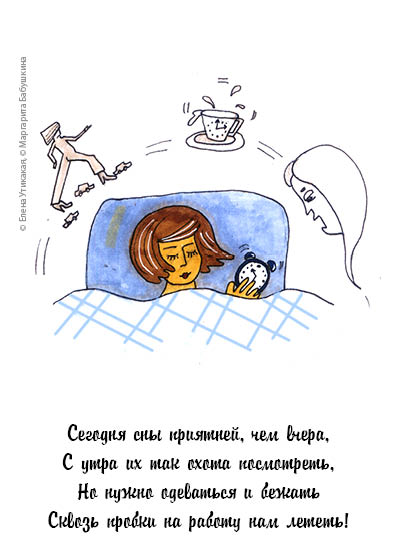 © Елена Утикакая, © Маргарита Бабушкина
Сегодня сны приятней, чем вчера,
С утра их так охота посмотреть,
Но нужно одеваться и бежать
Сквозь пробки на работу нам лететь!